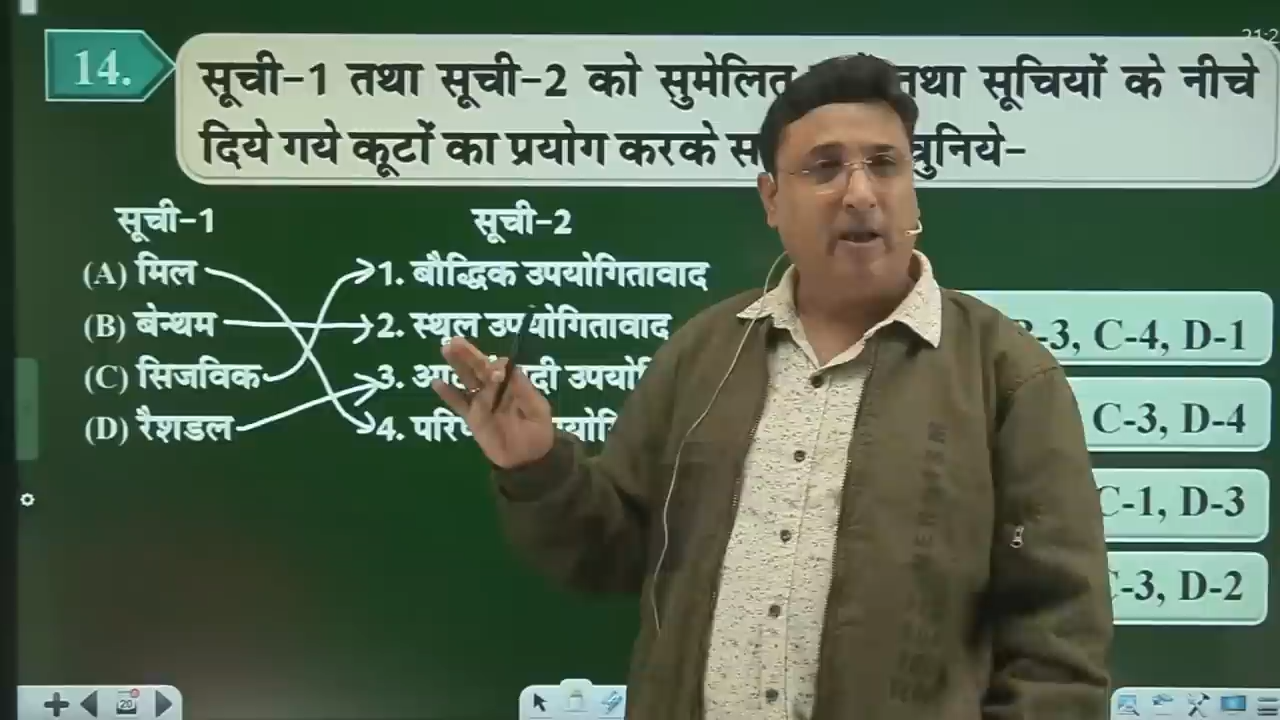 14.
सूची-1 तथा सूची-2 को सुमेलित तथा सूचियों के नीचे
दिये गये कूटों का प्रयोग करके चुनिये-
सूची-1 सूची-2
(A) मिल 1. बौद्धिक उपयोगितावाद
(B) बेन्थम 2. स्थूल उपयोगितावाद
(C) सिजविक 3.
(D) रैशडल 4.
-3, C-4, D-1
C-3, D-4
C-1, D-3
-3, D-2
20